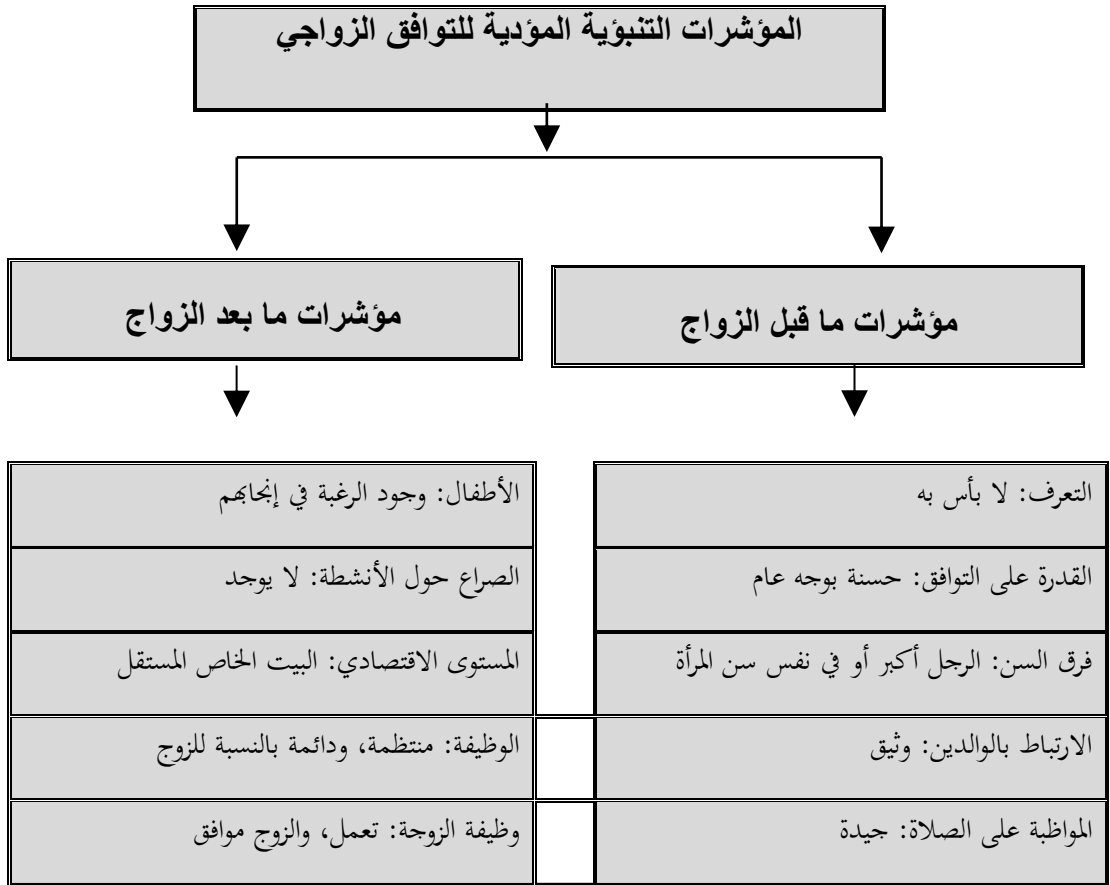 المؤشرات التنبؤية المؤدية للتوافق الزواجي
مؤشرات ما قبل الزواج
مؤشرات ما بعد الزواج
التعرف: لا بأس به
الأطفال: وجود الرغبة في إنجابهم
القدرة على التوافق: حسنة بوجه عام
الصراع حول الأنشطة: لا يوجد
فرق السن: الرجل أكبر أو في نفس سن المرأة
المستوى الاقتصادي: البيت الخاص المستقل
الارتباط بالوالدين: وثيق
الوظيفة: منتظمة، ودائمة بالنسبة للزوج
المواظبة على الصلاة: جيدة
وظيفة الزوجة: تعمل، والزوج موافق